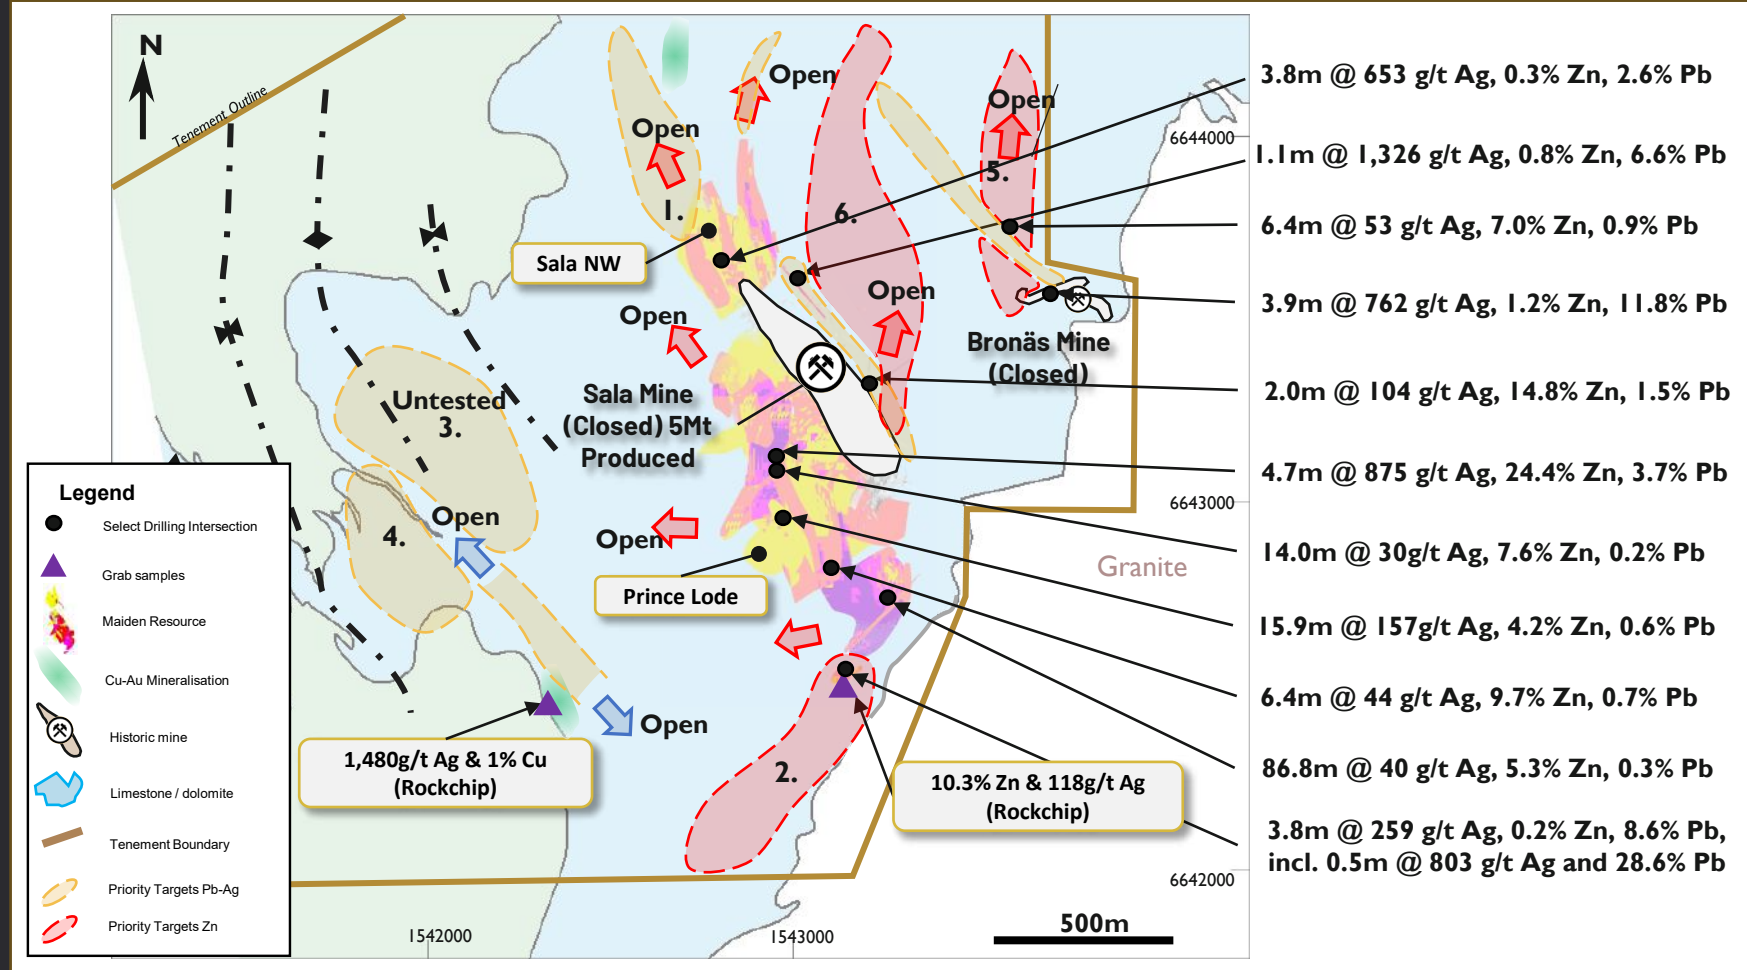 N
Tenement Outline
Open
Open
Open
1.
6.
5.
Sala NW
Open
Open
Bronäs Mine
(Closed)
Sala Mine
(Closed) 5Mt
Produced
Untested
3.
4.
Open
Open
Prince Lode
Granite
Open
2.
1,480g/t Ag & 1% Cu
(Rockchip)
10.3% Zn & 118g/t Ag
(Rockchip)
6644000
6643000
6642000
1542000
1543000
500m
3.8m @ 653 g/t Ag, 0.3% Zn, 2.6% Pb
1.1m @ 1,326 g/t Ag, 0.8% Zn, 6.6% Pb
6.4m @ 53 g/t Ag, 7.0% Zn, 0.9% Pb
3.9m @ 762 g/t Ag, 1.2% Zn, 11.8% Pb
2.0m @ 104 g/t Ag, 14.8% Zn, 1.5% Pb
4.7m @ 875 g/t Ag, 24.4% Zn, 3.7% Pb
14.0m @ 30g/t Ag, 7.6% Zn, 0.2% Pb
15.9m @ 157g/t Ag, 4.2% Zn, 0.6% Pb
6.4m @ 44 g/t Ag, 9.7% Zn, 0.7% Pb
86.8m @ 40 g/t Ag, 5.3% Zn, 0.3% Pb
3.8m @ 259 g/t Ag, 0.2% Zn, 8.6% Pb,
incl. 0.5m @ 803 g/t Ag and 28.6% Pb
Legend
Select Drilling Intersection
Grab samples
Maiden Resource
Cu-Au Mineralisation
Historic mine
Limestone / dolomite
Tenement Boundary
Priority Targets Pb-Ag
Priority Targets Zn